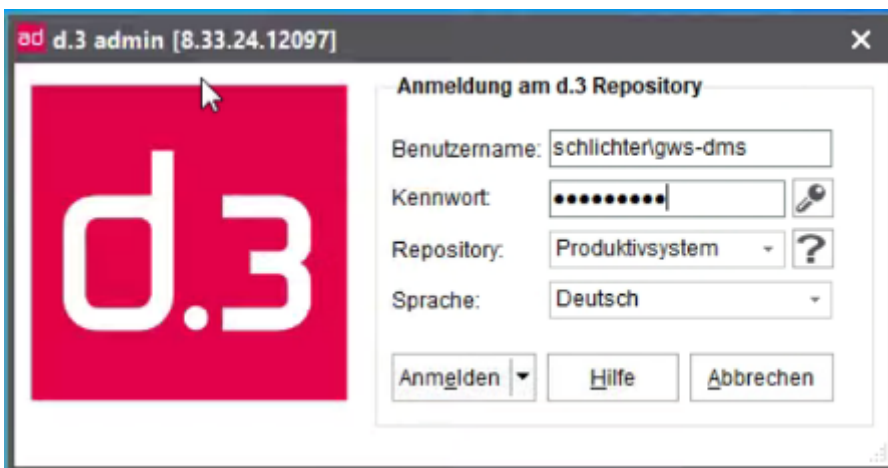 ad d.3 admin [8.33.24.12097]
d.3
Anmeldung am d.3 Repository
Benutzername: schlichter\gws-dms
Kennwort: •••••••••
Repository: Produktivsystem ?
Sprache: Deutsch
Anmelden Hilfe Abbrechen